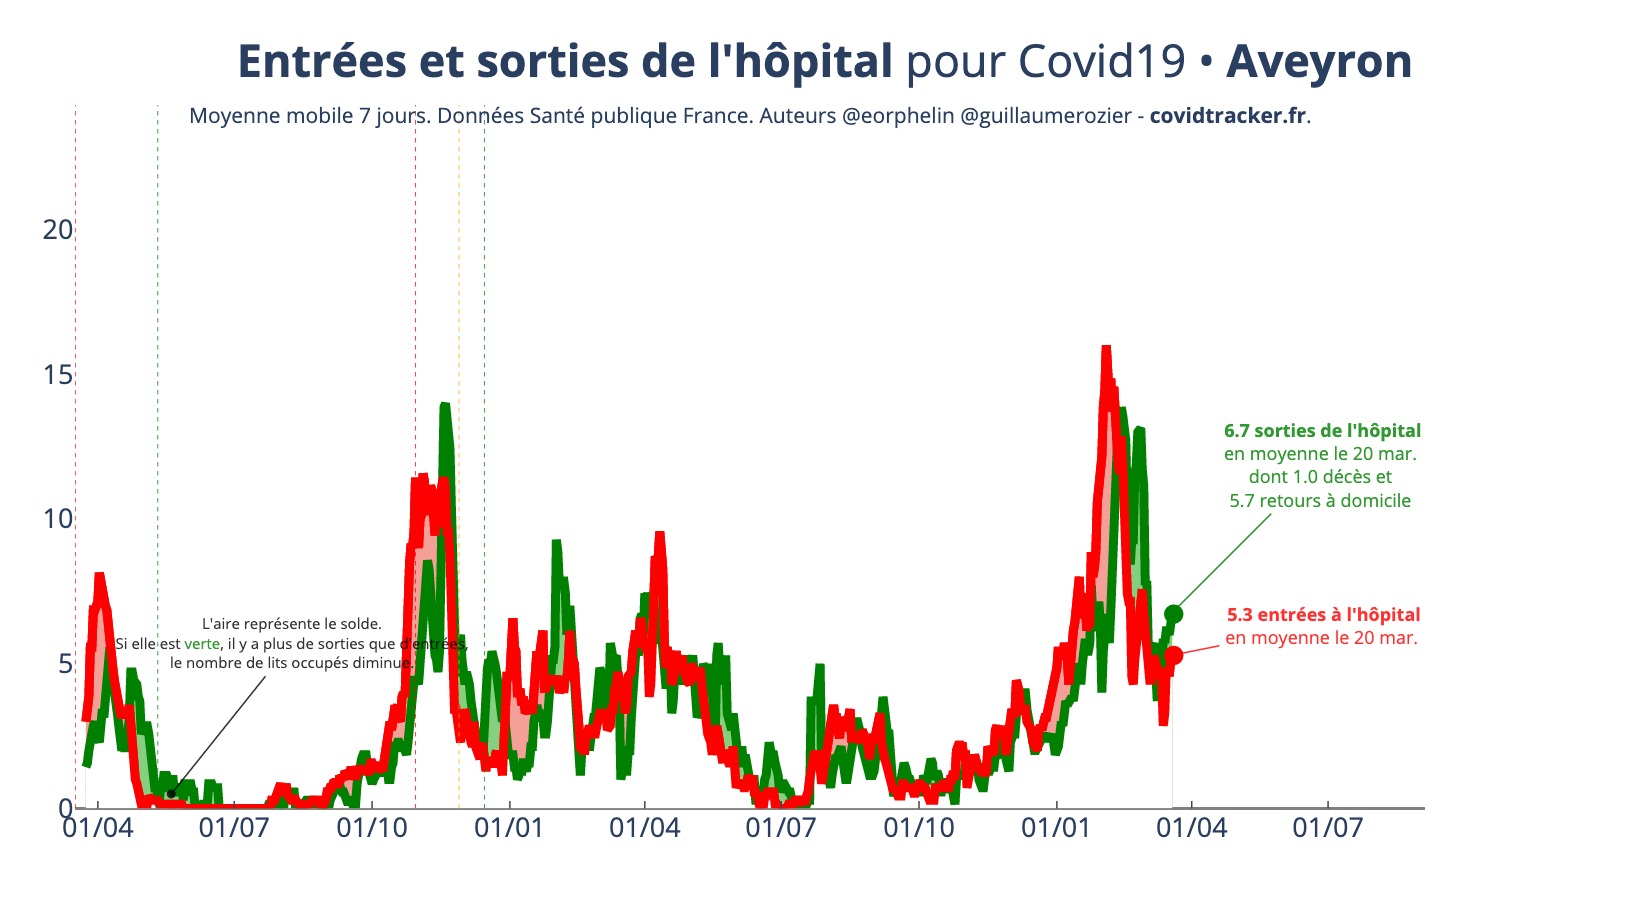 Entrées et sorties de l'hôpital pour Covid19 • Aveyron
Moyenne mobile 7 jours. Données Santé publique France. Auteurs @eorphelin @guillaumerozier - covidtracker.fr.
20
15
10
5
0
6.7 sorties de l'hôpital
en moyenne le 20 mar.
dont 1.0 décès et
5.7 retours à domicile
5.3 entrées à l'hôpital
en moyenne le 20 mar.
L'aire représente le solde.
Si elle est verte, il y a plus de sorties que d'entrées,
le nombre de lits occupés diminue.
01/04 01/07 01/10 01/01 01/04 01/07 01/10 01/01 01/04 01/07